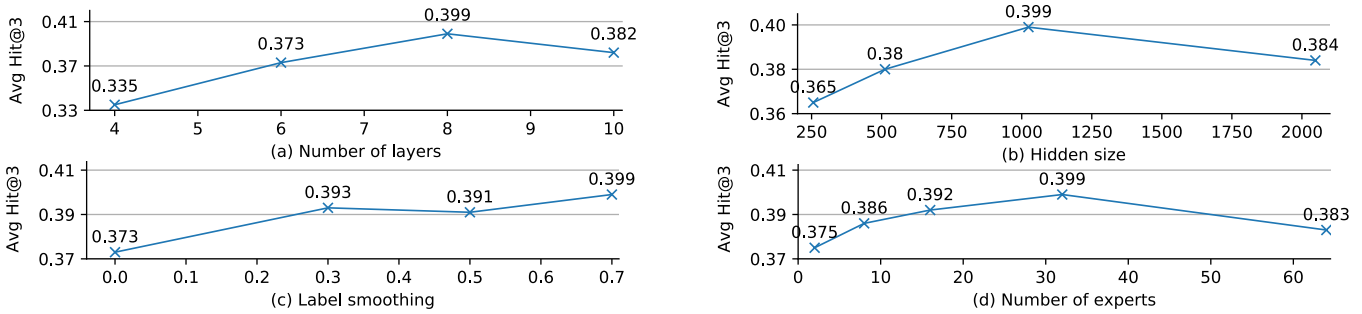 Avg Hit@3
0.41
0.37
0.33
0.335
0.373
0.399
0.382
4 5 6 7 8 9 10
(a) Number of layers
Avg Hit@3
0.40
0.38
0.36
0.365
0.38
0.399
0.384
250 500 750 1000 1250 1500 1750 2000
(b) Hidden size
Avg Hit@3
0.41
0.39
0.37
0.373
0.393
0.391
0.399
0.0 0.1 0.2 0.3 0.4 0.5 0.6 0.7
(c) Label smoothing
Avg Hit@3
0.41
0.39
0.37
0.375
0.386
0.392
0.399
0.383
0 10 20 30 40 50 60
(d) Number of experts